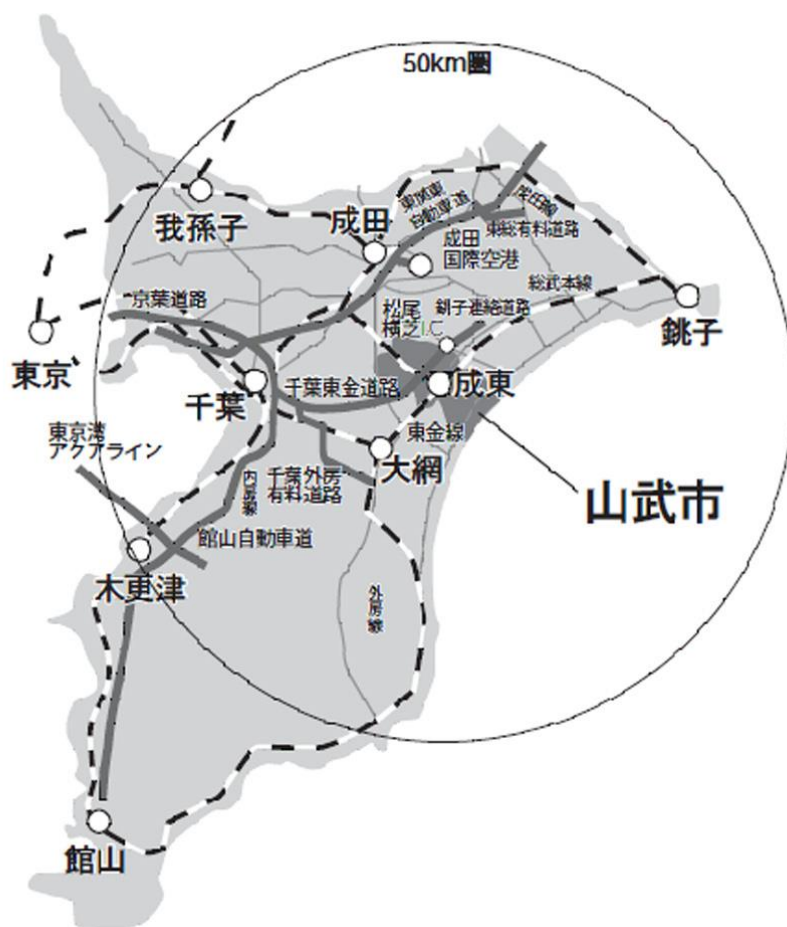 50km圏
東関東
自動車道
成田線
我孫子
成田
東総有料道路
成田
国際空港
京葉道路
総武本線
松尾
横芝I.C
銚子連絡道路
銚子
東京
千葉
千葉東金道路
成東
東京湾
アクアライン
東金線
大網
内房線
千葉外房
有料道路
山武市
館山自動車道
木更津
外房線
館山